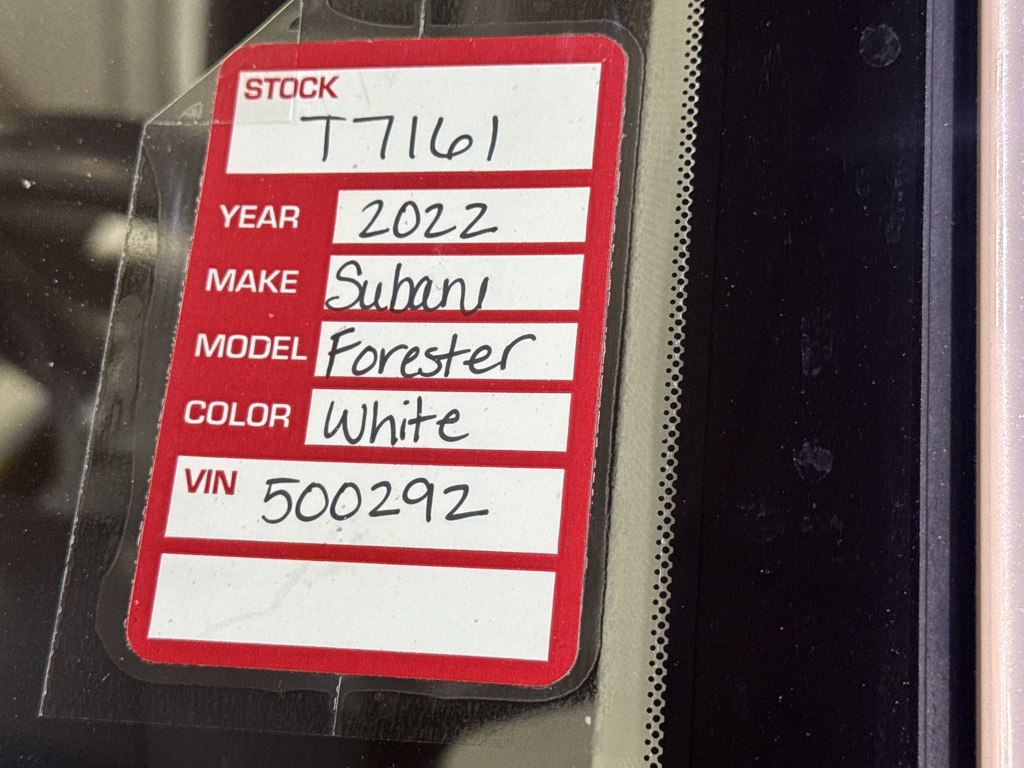 STOCK
T7161
YEAR 2022
MAKE Subaru
MODEL Forester
COLOR White
VIN 500292